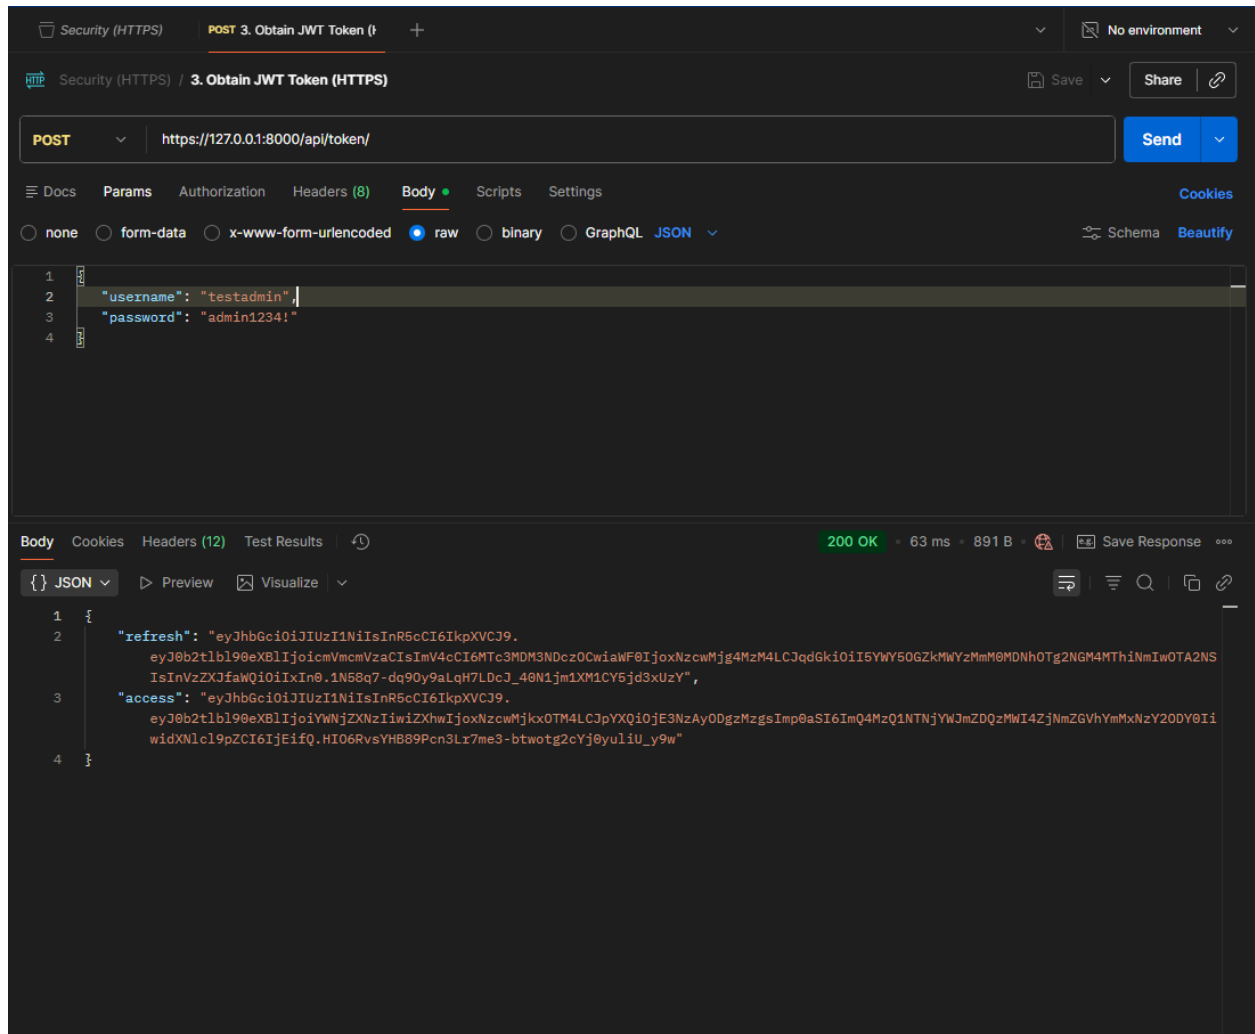 Security (HTTPS) POST 3. Obtain JWT Token (H No environment
HTTP Security (HTTPS) / 3. Obtain JWT Token (HTTPS) Save Share
POST https://127.0.0.1:8000/api/token/ Send
Docs Params Authorization Headers (8) Body Scripts Settings Cookies
none form-data x-www-form-urlencoded raw binary GraphQL JSON Schema Beautify
1 {
2 "username": "testadmin",
3 "password": "admin1234!"
4 }
Body Cookies Headers (12) Test Results 200 OK 63 ms 891 B e.g. Save Response
{} JSON Preview Visualize
1 {
2 "refresh": "eyJhbGciOiJIUzI1NiIsInR5cCI6IkpXVCJ9.
eyJ0b2tlbl90eXBlIjoicmVmcmVzaCIsImV4cCI6MTc3MDM3NDczOCwiaWF0IjoxNzcwMjg4MzM4LCJqdGkiOiI5YWY5OGZkMWYzMmM0MDNhOTg2NGM4MThiNmIwOTA2NS
IsInVzZXJfaWQiOiIxIn0.1N58q7-dq9Oy9aLqH7LDcJ_40N1jm1XM1CY5jd3xUzY",
3 "access": "eyJhbGciOiJIUzI1NiIsInR5cCI6IkpXVCJ9.
eyJ0b2tlbl90eXBlIjoiYWNjZXNzIiwiZXhwIjoxNzcwMjkxOTM4LCJpYXQiOjE3NzAyODgzMzgsImp0aSI6ImQ4MzQ1NTNjYWJmZDQzMWI4ZjNmZGVhYmMxNzY2ODY0Ii
widXNlcl9pZCI6IjEifQ.HIO6RvsYHB89Pcn3Lr7me3-btwotg2cYj0yuliU_y9w"
4 }